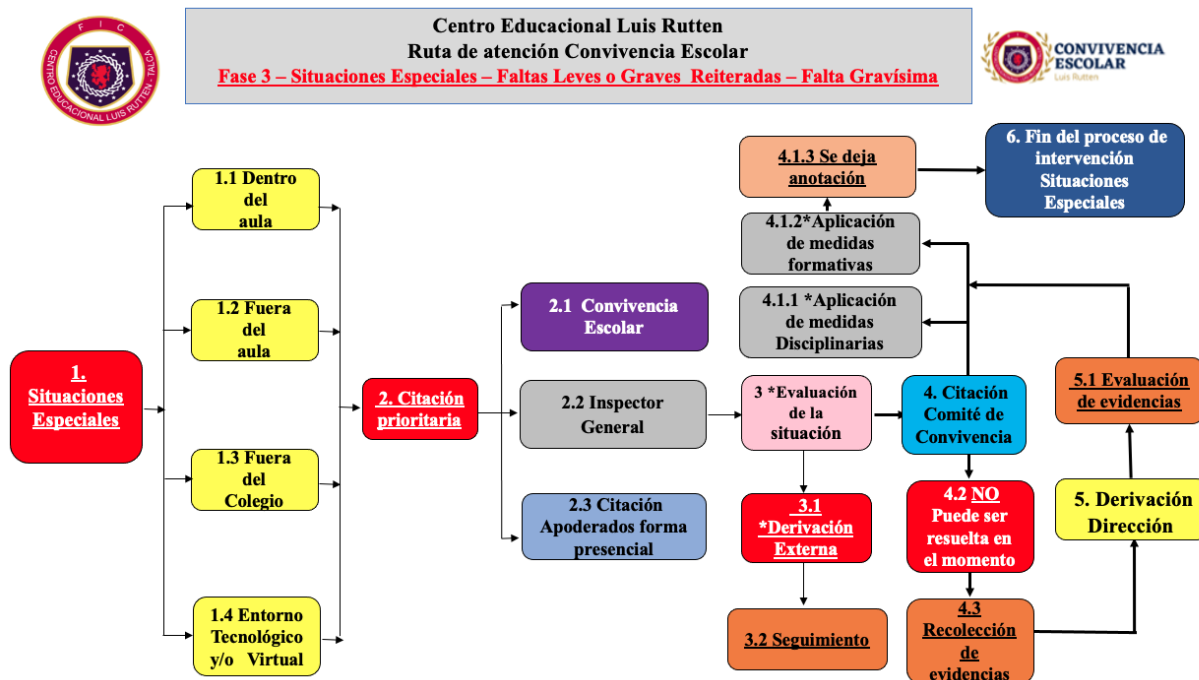 Centro Educacional Luis Rutten
Ruta de atención Convivencia Escolar
Fase 3 – Situaciones Especiales – Faltas Leves o Graves Reiteradas – Falta Gravísima
F I C
CENTRO EDUCACIONAL LUIS RUTTEN - TALCA
CONVIVENCIA
ESCOLAR
Luis Rutten
1.
Situaciones
Especiales
1.1 Dentro
del
aula
1.2 Fuera
del
aula
1.3 Fuera
del
Colegio
1.4 Entorno
Tecnológico
y/o Virtual
2. Citación
prioritaria
2.1 Convivencia
Escolar
2.2 Inspector
General
2.3 Citación
Apoderados forma
presencial
3 *Evaluación
de la
situación
3.1
*Derivación
Externa
3.2 Seguimiento
4. Citación
Comité de
Convivencia
4.1.1 *Aplicación
de medidas
Disciplinarias
4.1.2*Aplicación
de medidas
formativas
4.1.3 Se deja
anotación
4.2 NO
Puede ser
resuelta en
el momento
4.3
Recolección
de
evidencias
5. Derivación
Dirección
5.1 Evaluación
de evidencias
6. Fin del proceso de
intervención
Situaciones
Especiales